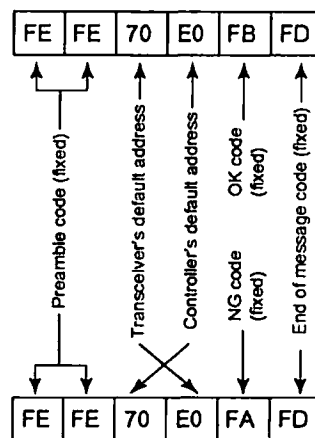 FE FE 70 E0 FB FD
Preamble code (fixed)
Transceiver's default address
Controller's default address
OK code
(fixed)
NG code
(fixed)
End of message code (fixed)
FE FE 70 E0 FA FD